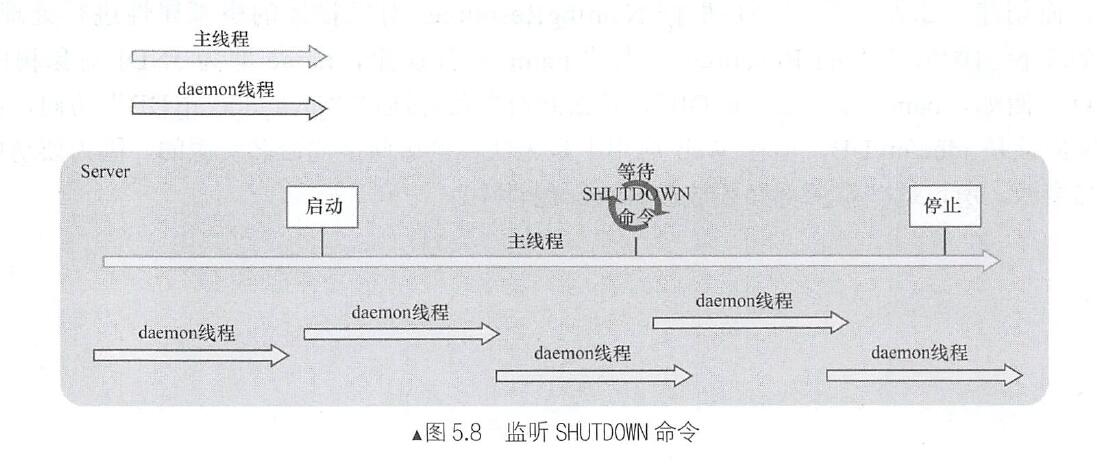 主线程
daemon线程
Server
等待
SHUTDOWN
命令
启动
停止
主线程
daemon线程
daemon线程
daemon线程
daemon线程
daemon线程
▲图 5.8 监听 SHUTDOWN 命令